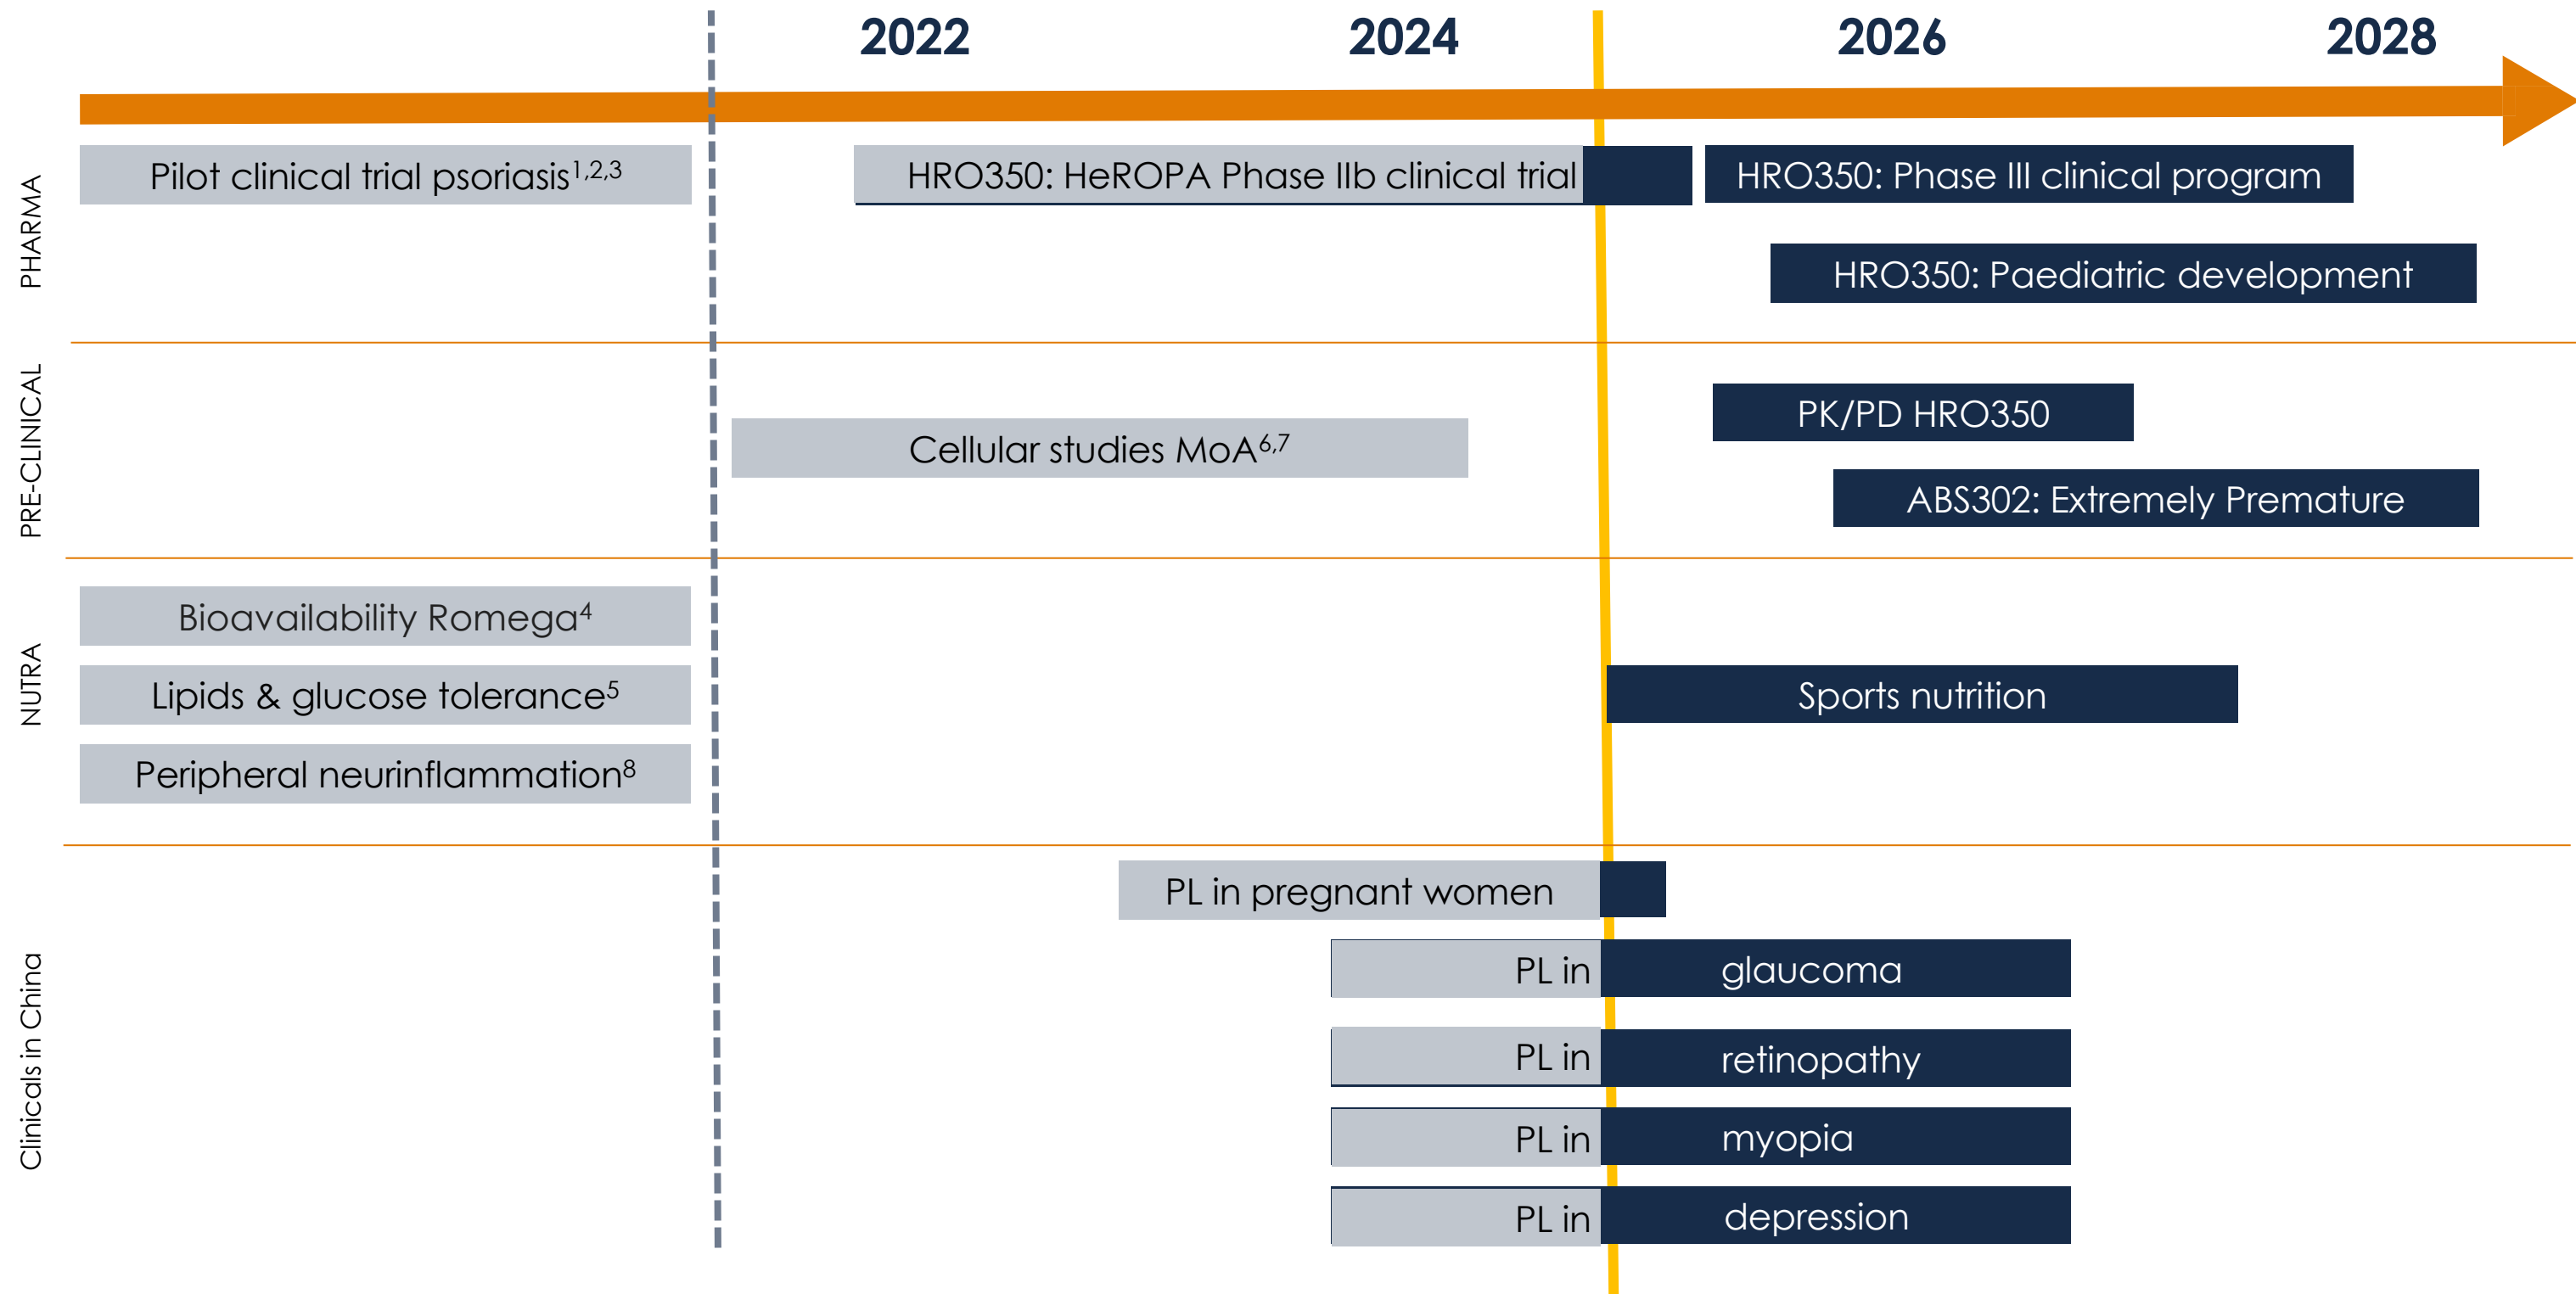 2022 2024 2026 2028
PHARMA
Pilot clinical trial psoriasis1,2,3
HRO350: HeROPA Phase IIb clinical trial
HRO350: Phase III clinical program
HRO350: Paediatric development
PRE-CLINICAL
PK/PD HRO350
Cellular studies MoA6,7
ABS302: Extremely Premature
NUTRA
Bioavailability Romega4
Lipids & glucose tolerance5
Sports nutrition
Peripheral neurinflammation8
Clinicals in China
PL in pregnant women
PL in glaucoma
PL in retinopathy
PL in myopia
PL in depression